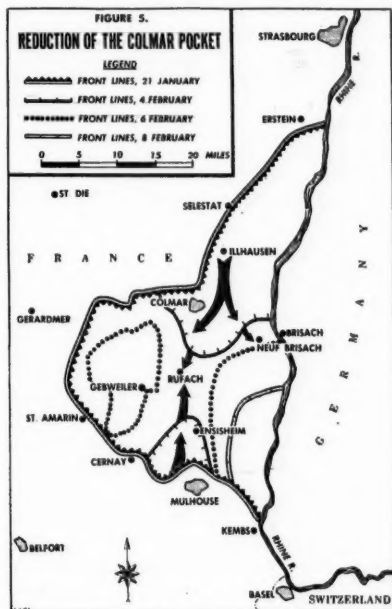 FIGURE 5.
REDUCTION OF THE COLMAR POCKET
LEGEND
FRONT LINES, 21 JANUARY
FRONT LINES, 4 FEBRUARY
FRONT LINES, 6 FEBRUARY
FRONT LINES, 8 FEBRUARY
0 5 10 15 20 MILES
STRASBOURG
RHINE R.
ERSTEIN
ST. DIE
SELESTAT
FRANCE
ILLHAUSEN
GERMANY
COLMAR
GERARDMER
BRISACH
NEUF BRISACH
RUFACH
GEBWEILER
ST. AMARIN
ENSISHEIM
CERNAY
MULHOUSE
KEMBS
BELFORT
RHINE R.
BASEL
SWITZERLAND